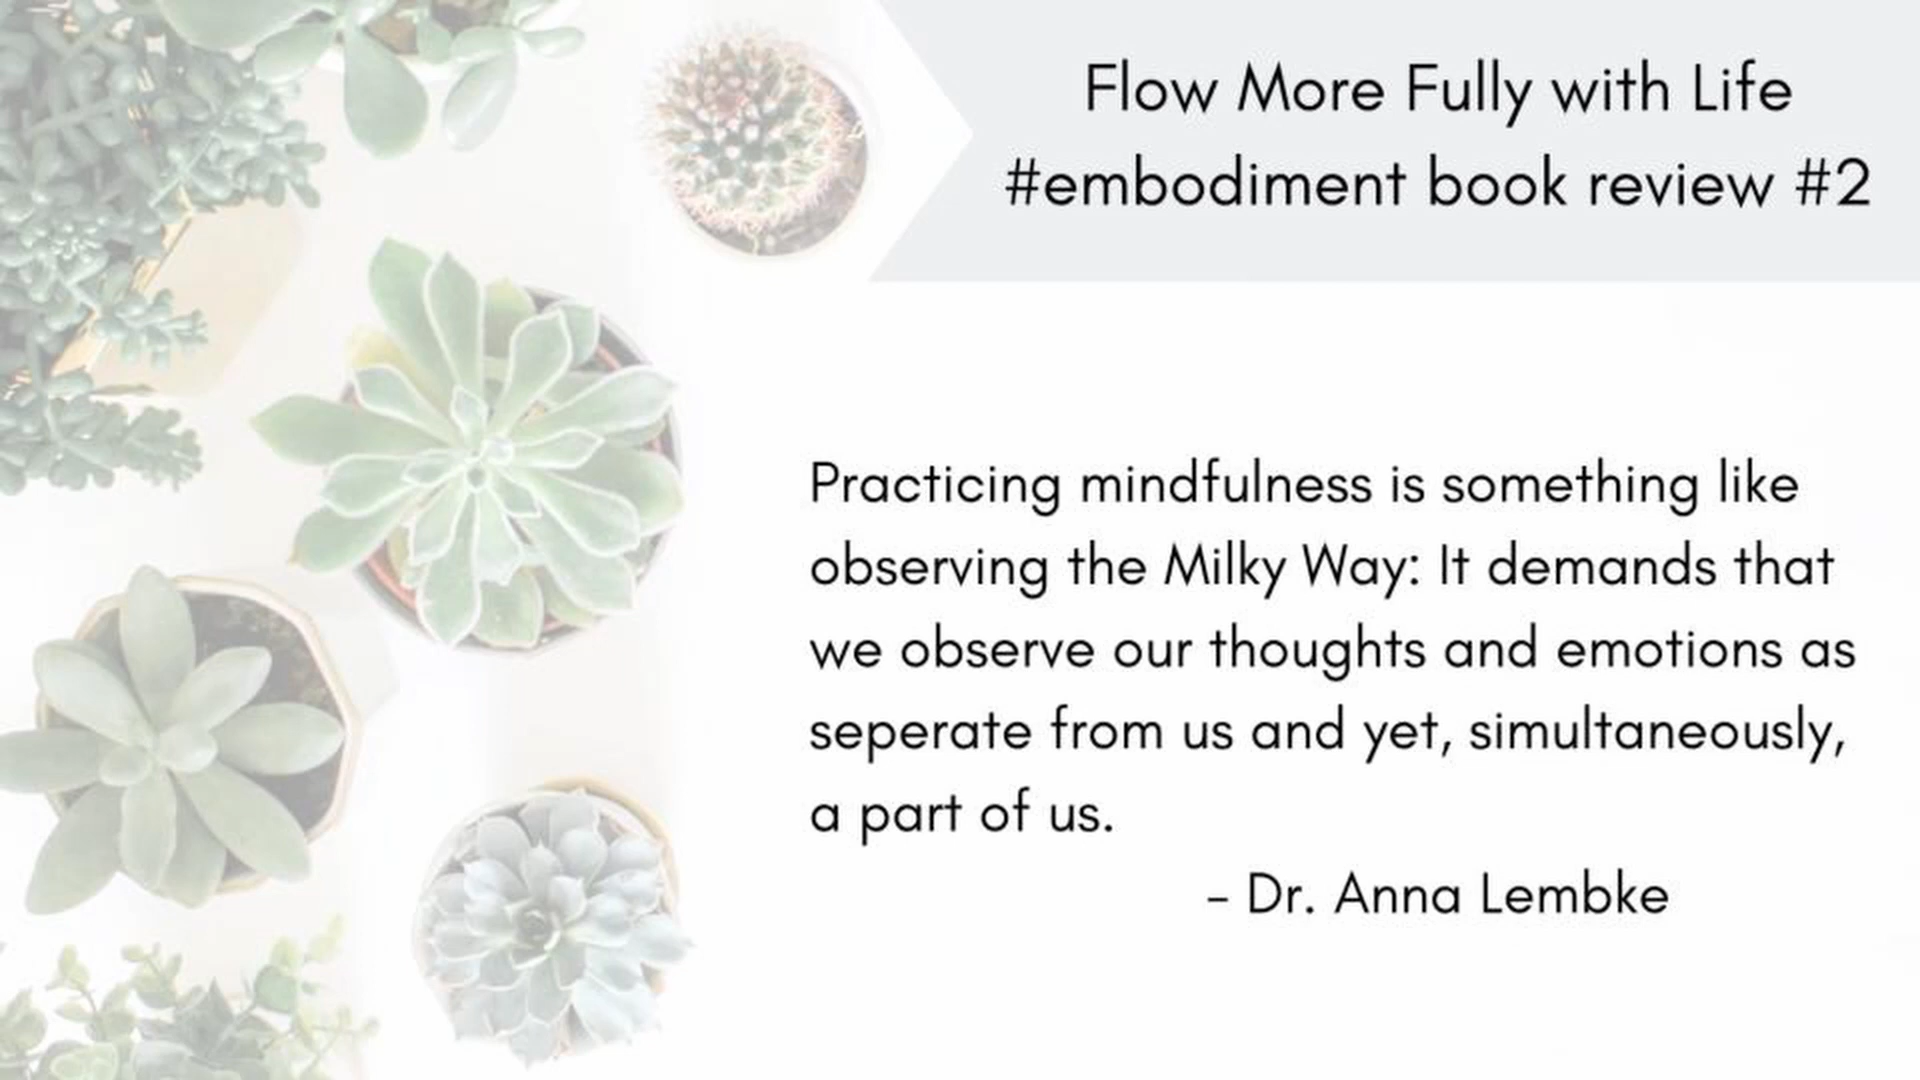 Flow More Fully with Life
#embodiment book review #2
Practicing mindfulness is something like
observing the Milky Way: It demands that
we observe our thoughts and emotions as
seperate from us and yet, simultaneously,
a part of us.
– Dr. Anna Lembke